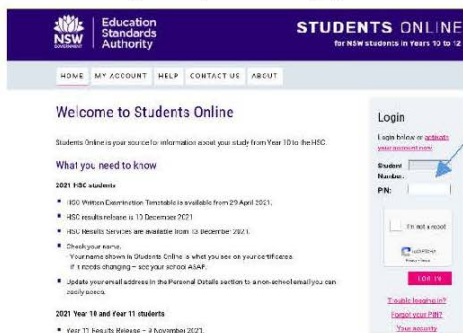 NSW
GOVERNMENT
Education
Standards
Authority
STUDENTS ONLINE
for NSW students in Years 10 to 12
HOME MY ACCOUNT HELP CONTACT US ABOUT
Welcome to Students Online
Students Online is your source for information about your study from Year 10 to the HSC.
What you need to know
2021 HSC students
HSC Written Examination Timetable is available from 29 April 2021.
HSC results release is 10 December 2021
HSC Results Services are available from 13 December 2021.
Check your name.
Your name shown in Students Online is what you see on your certificates.
If it needs changing – see your school ASAP.
Update your email address in the Personal Details section to a non-school email you can
easily access.
2021 Year 10 and Year 11 students
Year 11 Results Release – 9 November 2021.
Login
Login below or activate
your account now!
Student
Number:
PIN:
I'm not a robot
reCAPTCHA
Privacy - Terms
LOG IN
Trouble logging in?
Forgot your PIN?
Your security